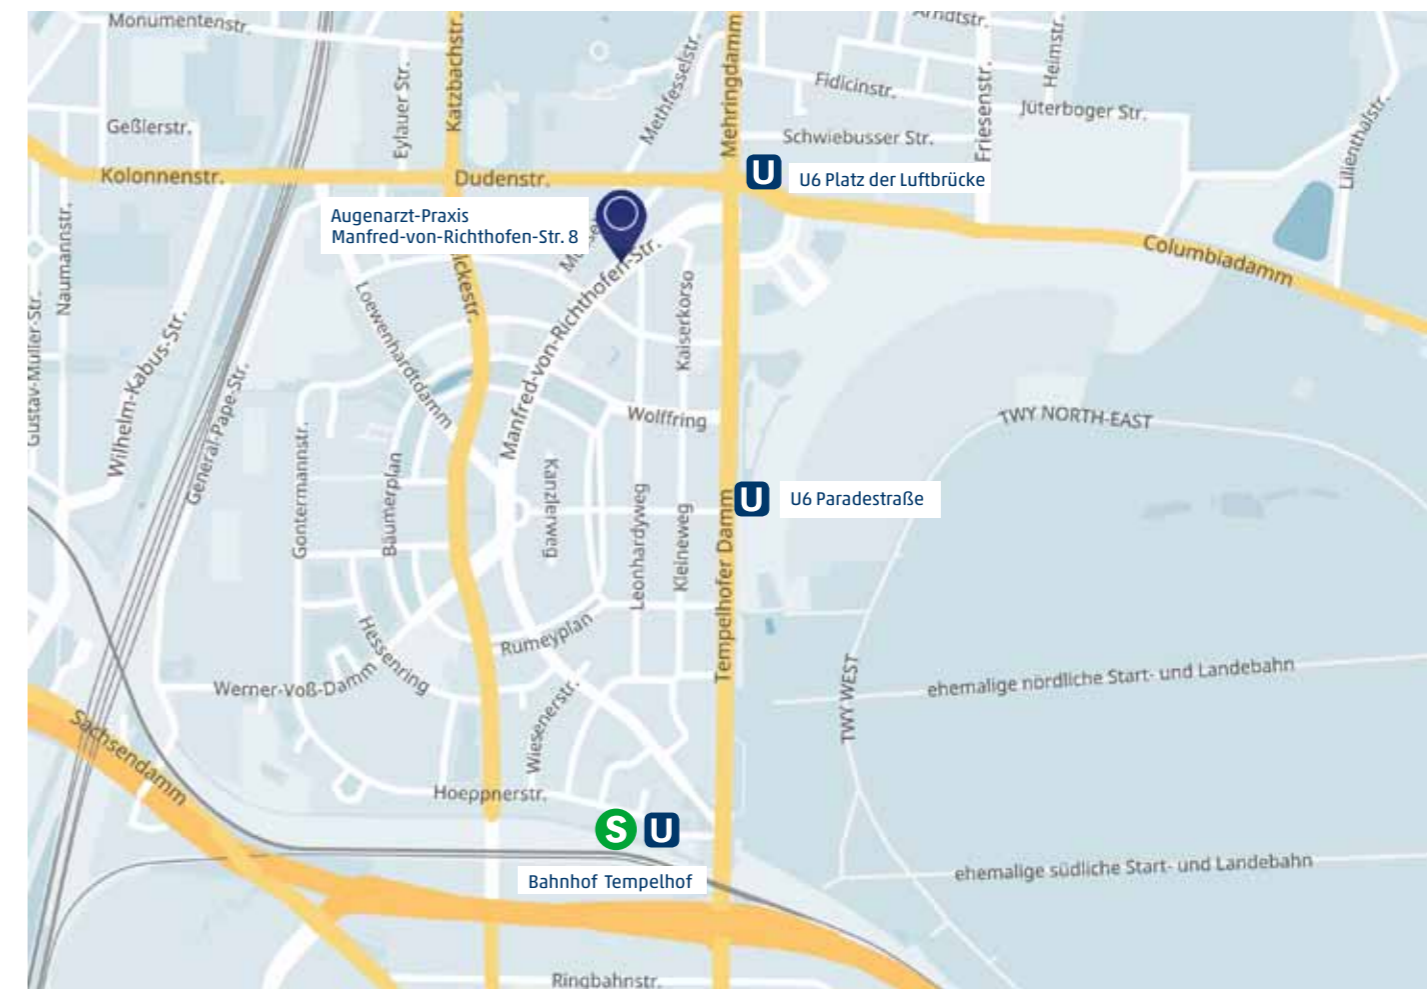 Monumentenstr.
Katzbachstr.
Eylauer Str.
Methfesselstr.
Mehringdamm
Fidicinstr.
Friesenstr.
Heimstr.
Jüterboger Str.
Lilienthalstr.
Geßlerstr.
Schwiebusser Str.
Kolonnenstr.
Dudenstr.
U
U6 Platz der Luftbrücke
Augenarzt-Praxis
Manfred-von-Richthofen-Str. 8
Manfred-von-Richthofen-Str.
Columbiadamm
Naumannstr.
Gustav-Müller-Str.
Wilhelm-Kabus-Str.
General-Pape-Str.
Loewenhardtdamm
Kaiserkorso
Wolffring
TWY NORTH-EAST
Gontermannstr.
Bäumerplan
Kanzlerweg
Leonhardyweg
Kleineweg
Tempelhofer Damm
U
U6 Paradestraße
Hessenring
Rumeyplan
Werner-Voß-Damm
Wiesenerstr.
TWY WEST
ehemalige nördliche Start- und Landebahn
Sachsendamm
Hoeppnerstr.
S U
Bahnhof Tempelhof
ehemalige südliche Start- und Landebahn
Ringbahnstr.